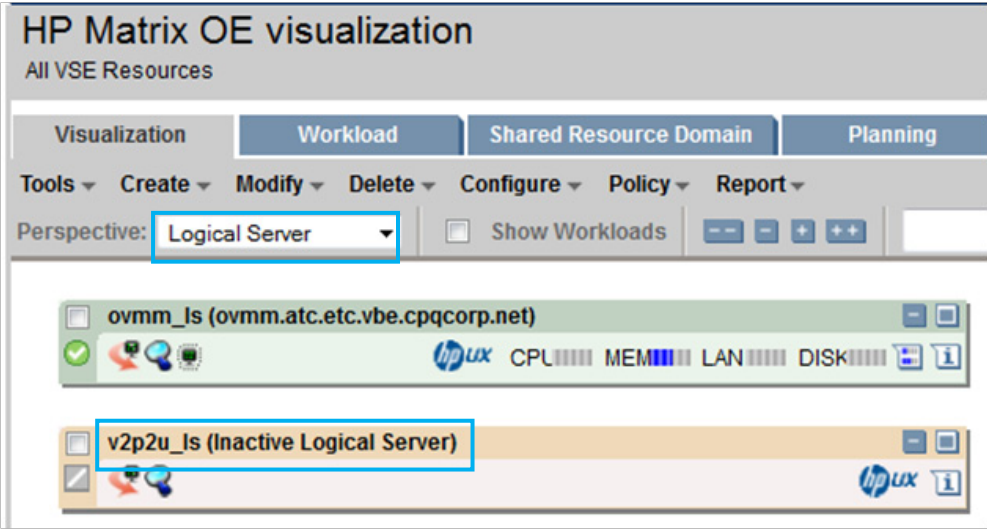 HP Matrix OE visualization
All VSE Resources
Visualization Workload Shared Resource Domain Planning
Tools Create Modify Delete Configure Policy Report
Perspective: Logical Server Show Workloads -- - + ++
ovmm_ls (ovmm.atc.etc.vbe.cpqcorp.net)
hp UX CPU MEM LAN DISK i
v2p2u_ls (Inactive Logical Server)
hp UX i